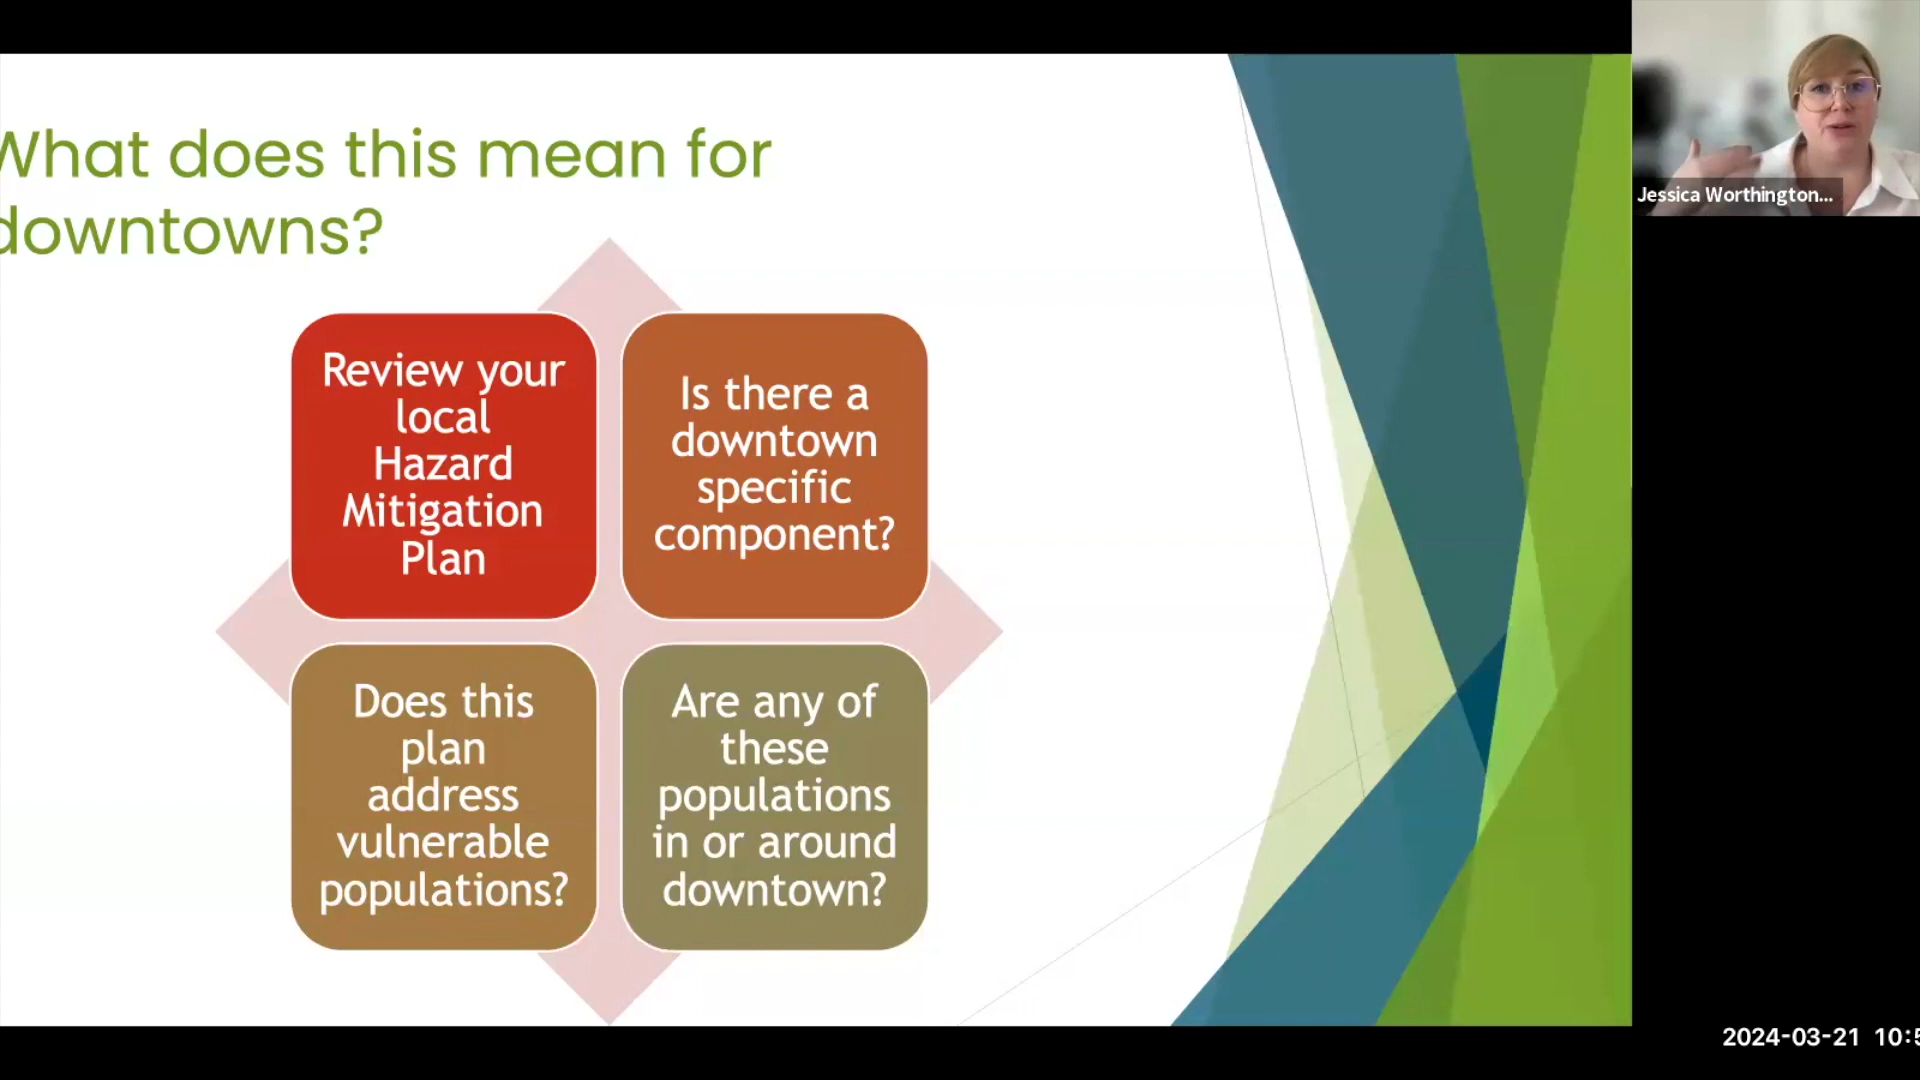 What does this mean for
downtowns?
Review your
local
Hazard
Mitigation
Plan
Is there a
downtown
specific
component?
Does this
plan
address
vulnerable
populations?
Are any of
these
populations
in or around
downtown?
Jessica Worthington...
2024-03-21 10:5